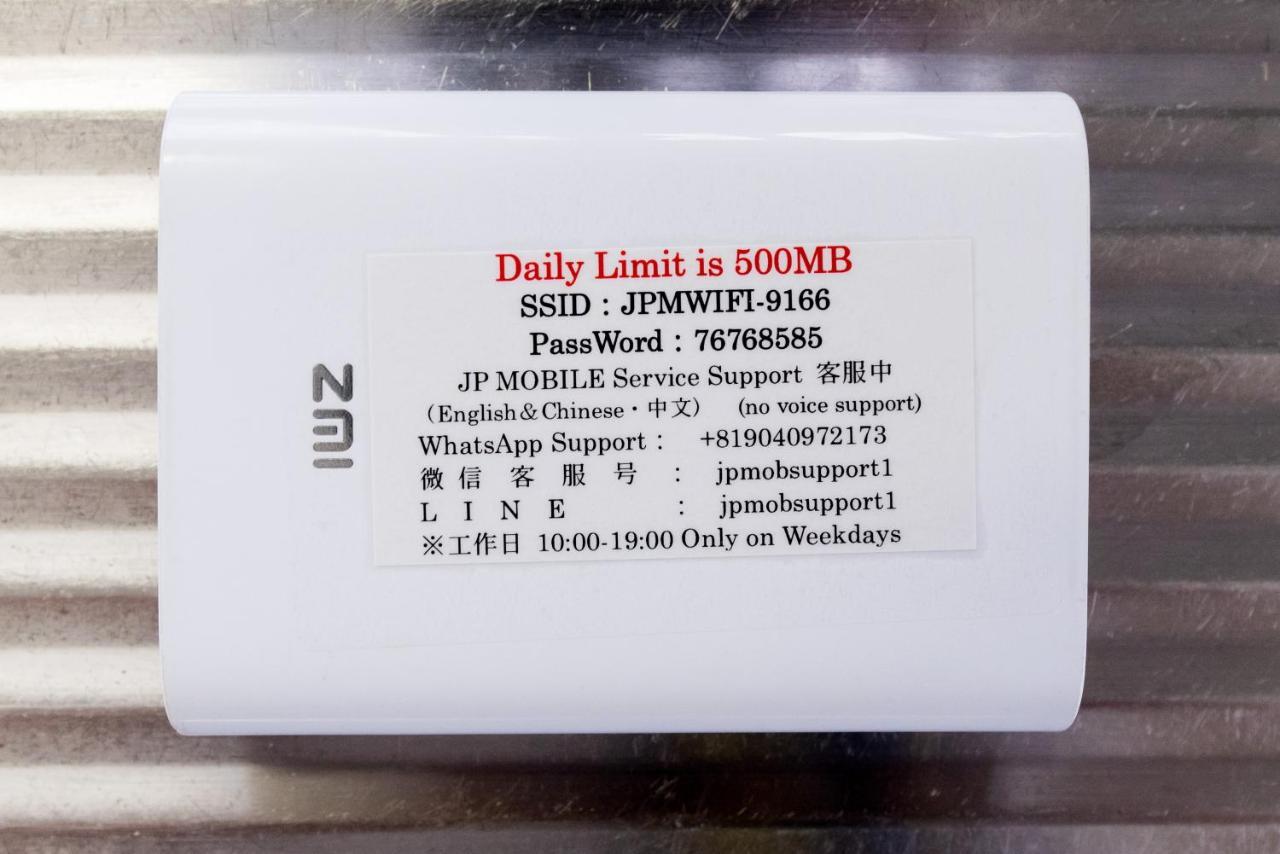 Daily Limit is 500MB
SSID : JPMWIFI-9166
PassWord : 76768585
JP MOBILE Service Support 客服中
(English&Chinese・中文) (no voice support)
WhatsApp Support : +819040972173
微信客服号 : jpmobsupport1
LINE : jpmobsupport1
※工作日 10:00-19:00 Only on Weekdays
ZMI